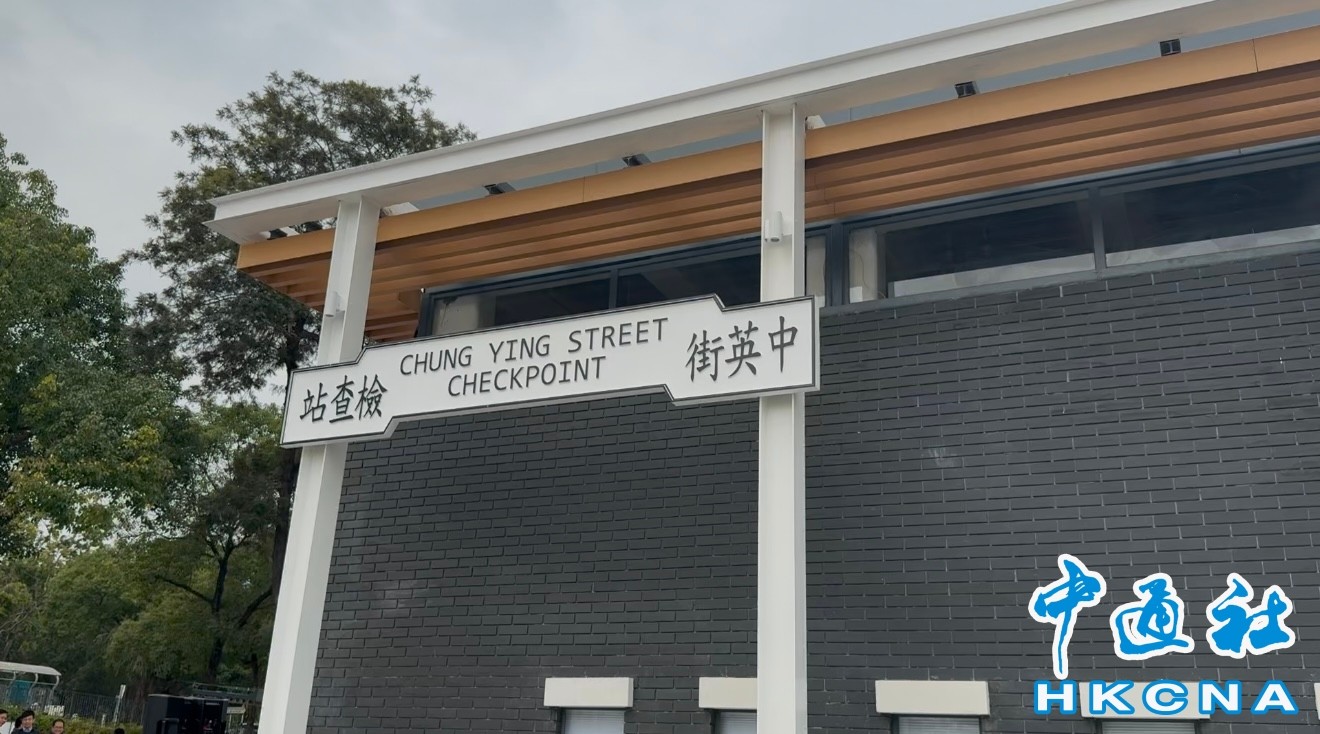 中英街
檢查站
CHUNG YING STREET
CHECKPOINT
中通社
HKCNA